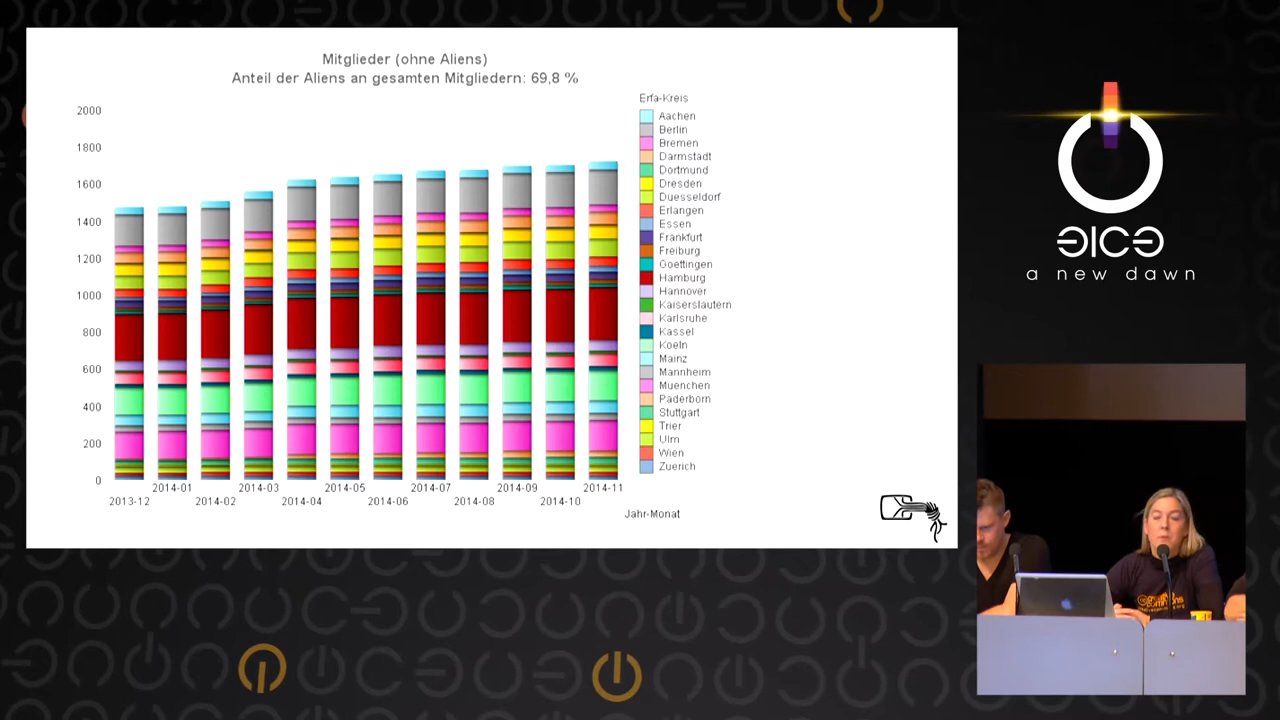 Mitglieder (ohne Aliens)
Anteil der Aliens an gesamten Mitgliedern: 69,8 %
Erfa-Kreis
2000
1800
1600
1400
1200
1000
800
600
400
200
0
Aachen
Berlin
Bremen
Darmstadt
Dortmund
Dresden
Duesseldorf
Erlangen
Essen
Frankfurt
Freiburg
Goettingen
Hamburg
Hannover
Kaiserslautern
Karlsruhe
Kassel
Koeln
Mainz
Mannheim
Muenchen
Paderborn
Stuttgart
Trier
Ulm
Wien
Zuerich
2013-12 2014-01 2014-02 2014-03 2014-04 2014-05 2014-06 2014-07 2014-08 2014-09 2014-10 2014-11
Jahr-Monat
a new dawn